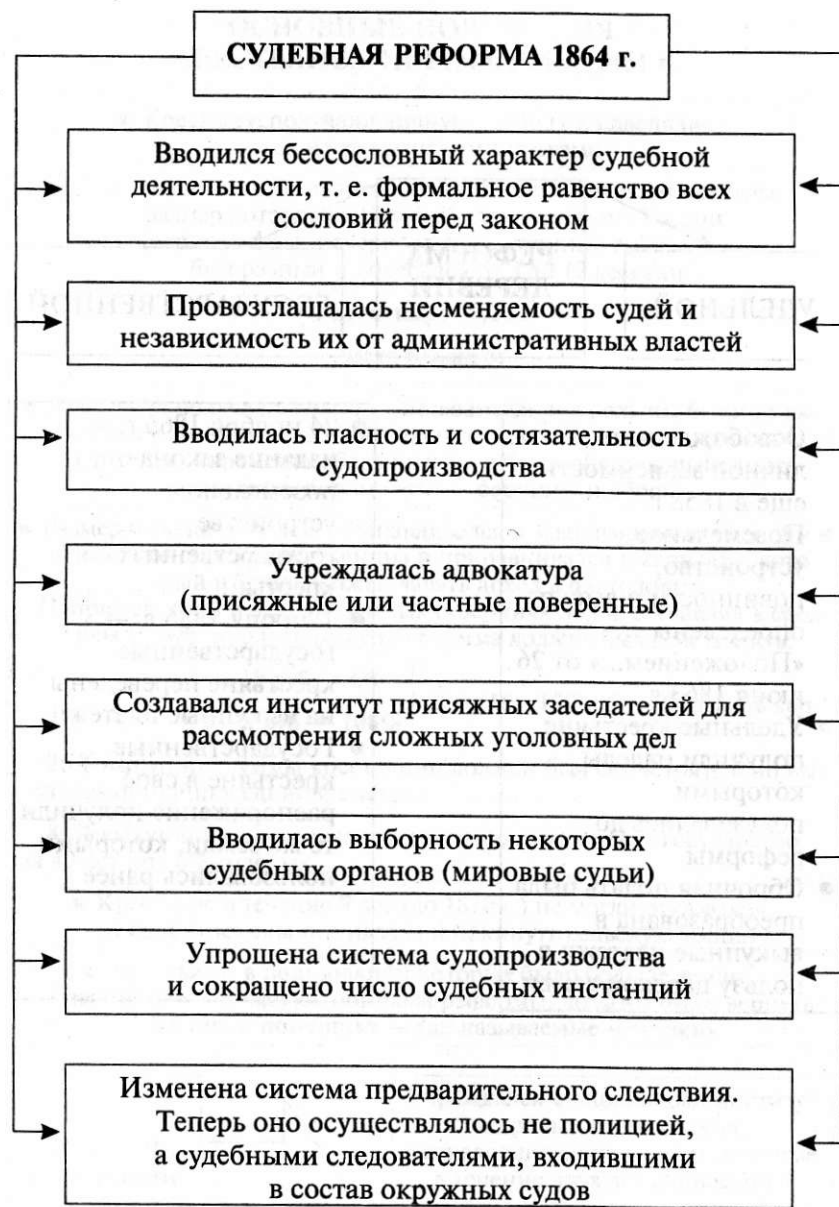 СУДЕБНАЯ РЕФОРМА 1864 г.
Вводился бессословный характер судебной
деятельности, т. е. формальное равенство всех
сословий перед законом
Провозглашалась несменяемость судей и
независимость их от административных властей
Вводилась гласность и состязательность
судопроизводства
Учреждалась адвокатура
(присяжные или частные поверенные)
Создавался институт присяжных заседателей для
рассмотрения сложных уголовных дел
Вводилась выборность некоторых
судебных органов (мировые судьи)
Упрощена система судопроизводства
и сокращено число судебных инстанций
Изменена система предварительного следствия.
Теперь оно осуществлялось не полицией,
а судебными следователями, входившими
в состав окружных судов